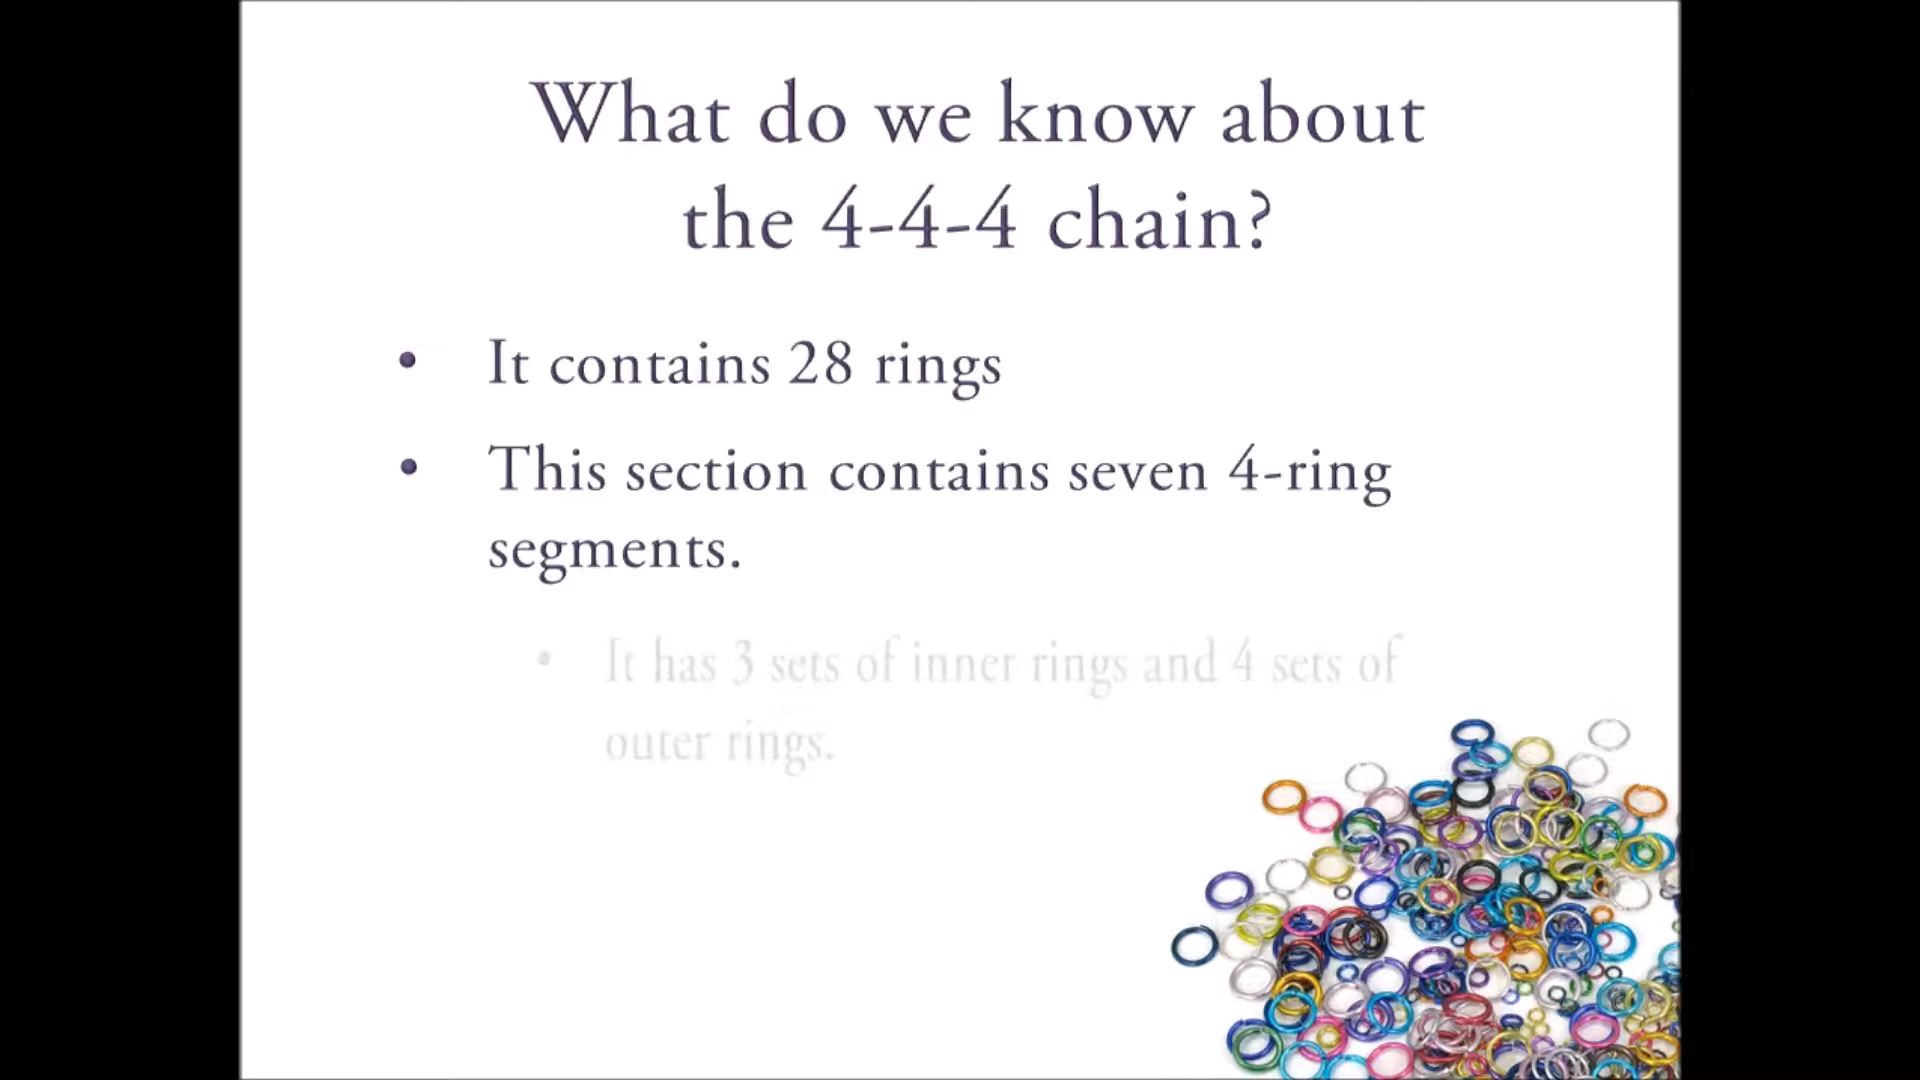 What do we know about
the 4-4-4 chain?
• It contains 28 rings
• This section contains seven 4-ring
segments.
• It has 3 sets of inner rings and 4 sets of
outer rings.